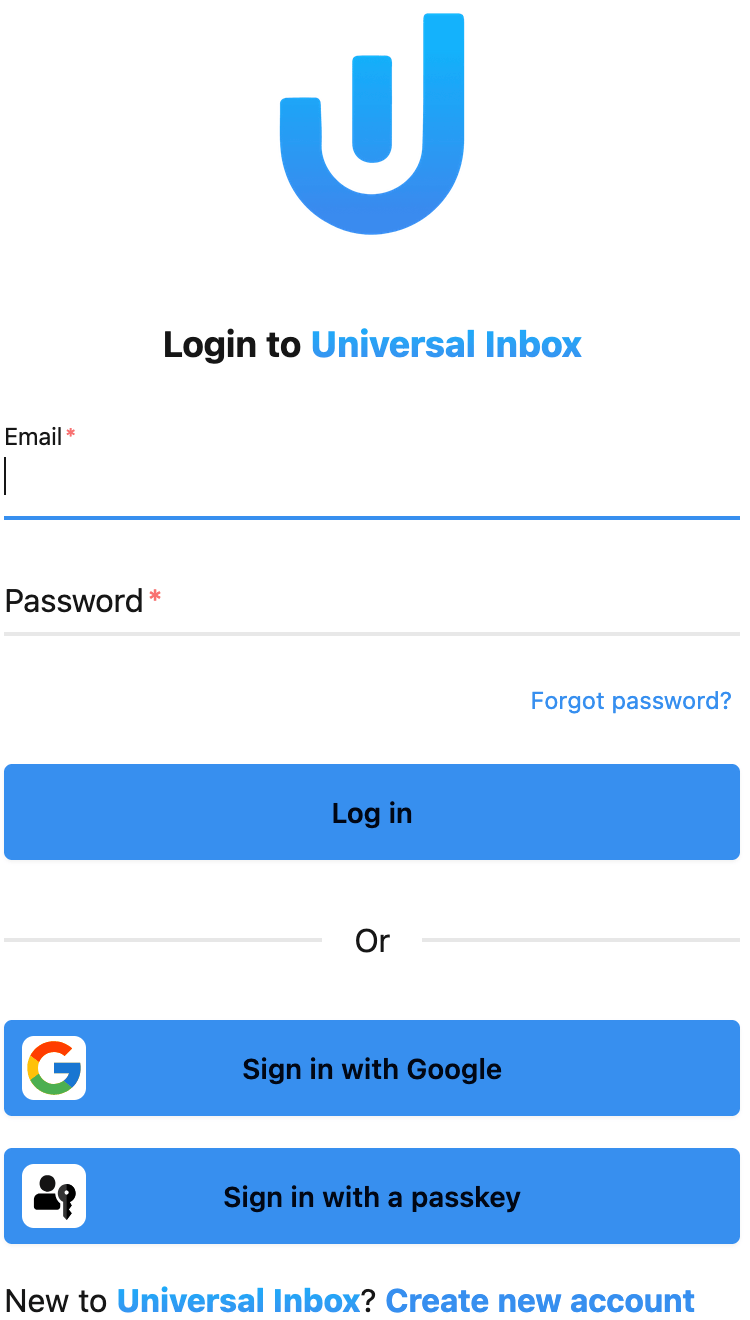 Login to Universal Inbox
Email*
Password*
Forgot password?
Log in
Or
Sign in with Google
Sign in with a passkey
New to Universal Inbox? Create new account